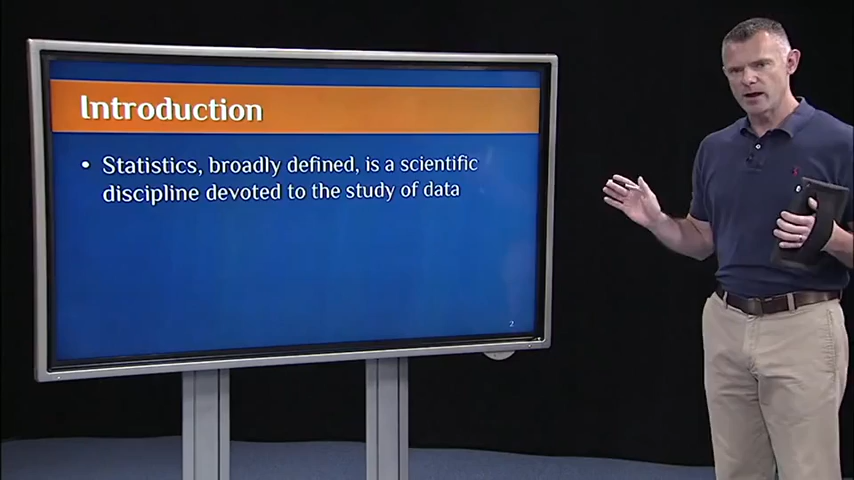 Introduction
• Statistics, broadly defined, is a scientific
discipline devoted to the study of data
2